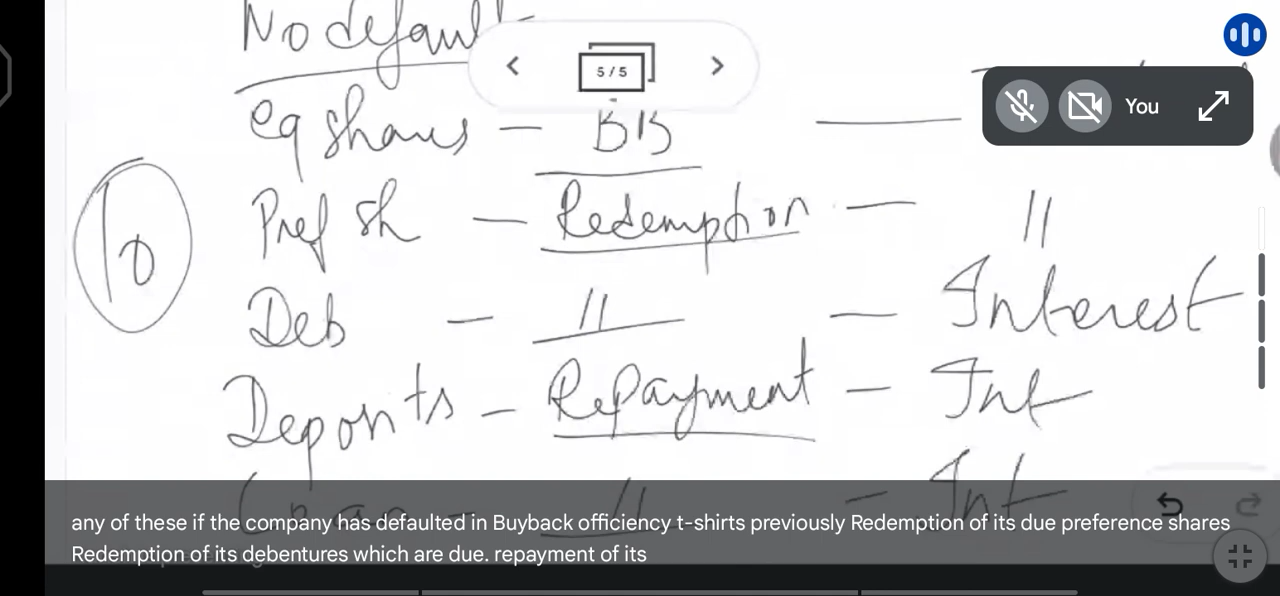 No default
5 / 5
You
eq shares — BB —
10
Pref sh — Redemption — "
Deb — " — Interest
Deposits — Repayment — Int
Loan — " — Int
any of these if the company has defaulted in Buyback officiency t-shirts previously Redemption of its due preference shares
Redemption of its debentures which are due. repayment of its